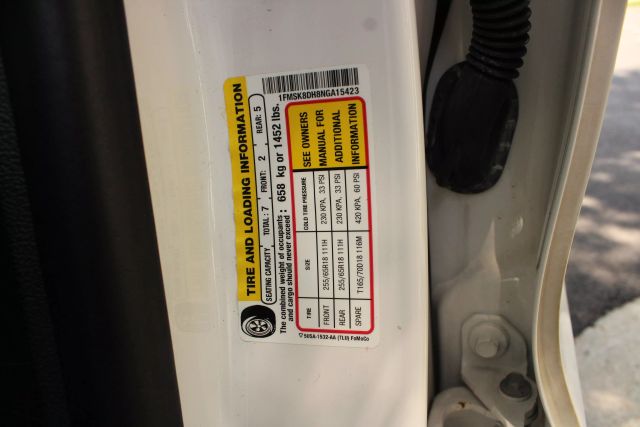 1FMSK8DH8NGA15423
TIRE AND LOADING INFORMATION
SEATING CAPACITY TOTAL: 7 FRONT: 2 REAR: 5
The combined weight of occupants and cargo should never exceed: 658 kg or 1452 lbs.
TIRE SIZE COLD TIRE PRESSURE
FRONT 255/65R18 111H 230 KPA, 33 PSI
REAR 255/65R18 111H 230 KPA, 33 PSI
SPARE T165/70D18 116M 420 KPA, 60 PSI
SEE OWNERS
MANUAL FOR
ADDITIONAL
INFORMATION
50SA-1532-AA (TLU) FoMoCo